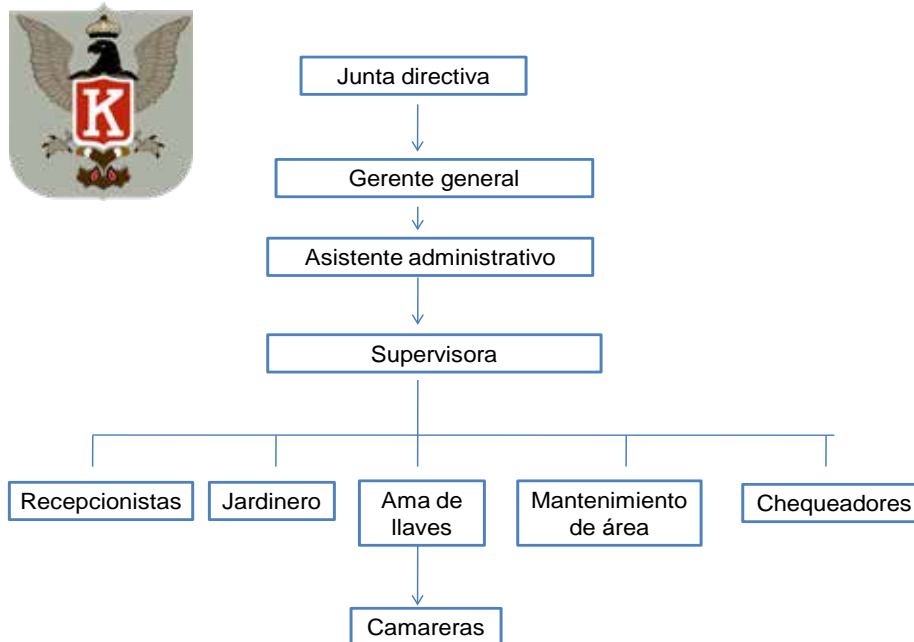 K
Junta directiva
Gerente general
Asistente administrativo
Supervisora
Recepcionistas
Jardinero
Ama de
llaves
Mantenimiento
de área
Chequeadores
Camareras